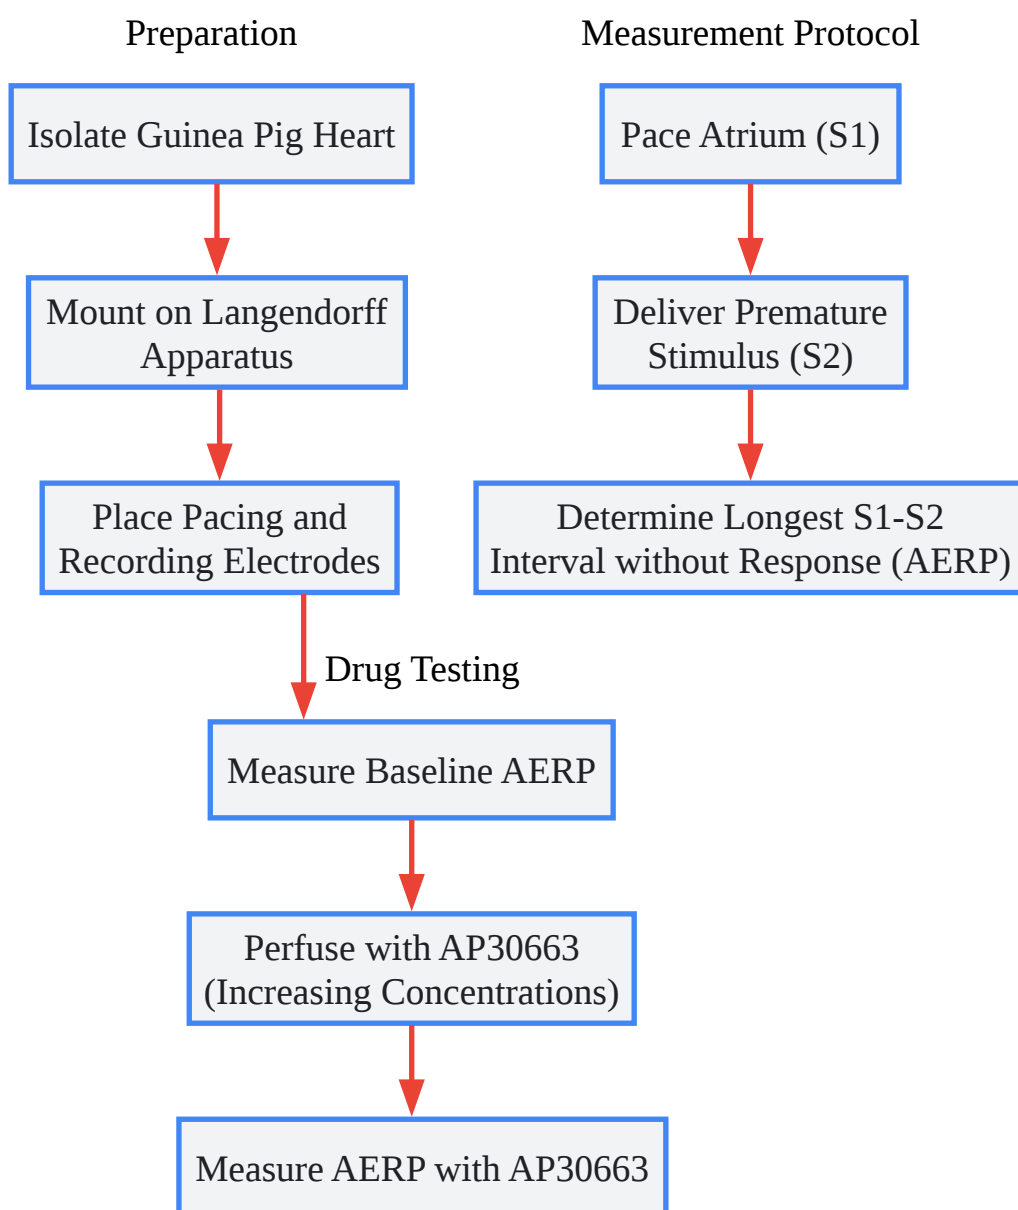 Preparation
Isolate Guinea Pig Heart
Mount on Langendorff
Apparatus
Place Pacing and
Recording Electrodes
Measurement Protocol
Pace Atrium (S1)
Deliver Premature
Stimulus (S2)
Determine Longest S1-S2
Interval without Response (AERP)
Drug Testing
Measure Baseline AERP
Perfuse with AP30663
(Increasing Concentrations)
Measure AERP with AP30663